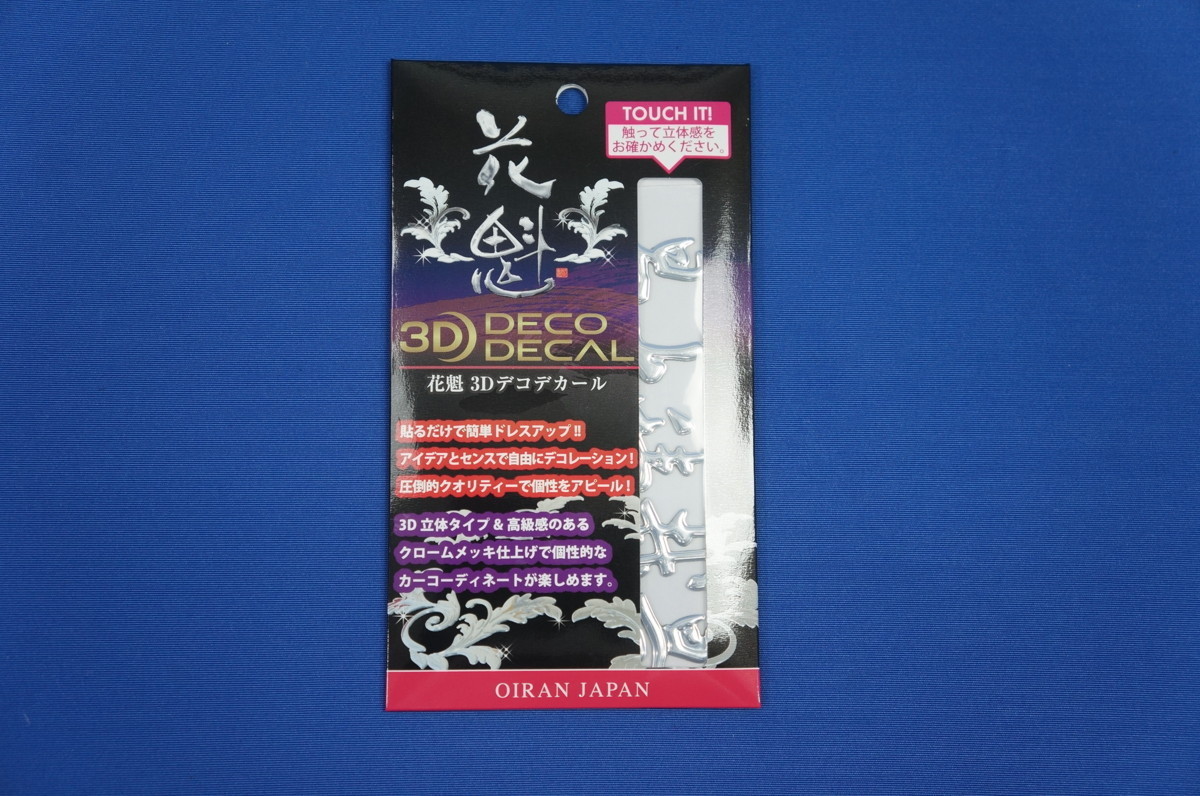 花魁
TOUCH IT!
触って立体感を
お確かめください。
3D DECO
DECAL
花魁 3Dデコデカール
貼るだけで簡単ドレスアップ!!
アイデアとセンスで自由にデコレーション!
圧倒的クオリティーで個性をアピール!
3D 立体タイプ & 高級感のある
クロームメッキ仕上げで個性的な
カーコーディネートが楽しめます。
OIRAN JAPAN